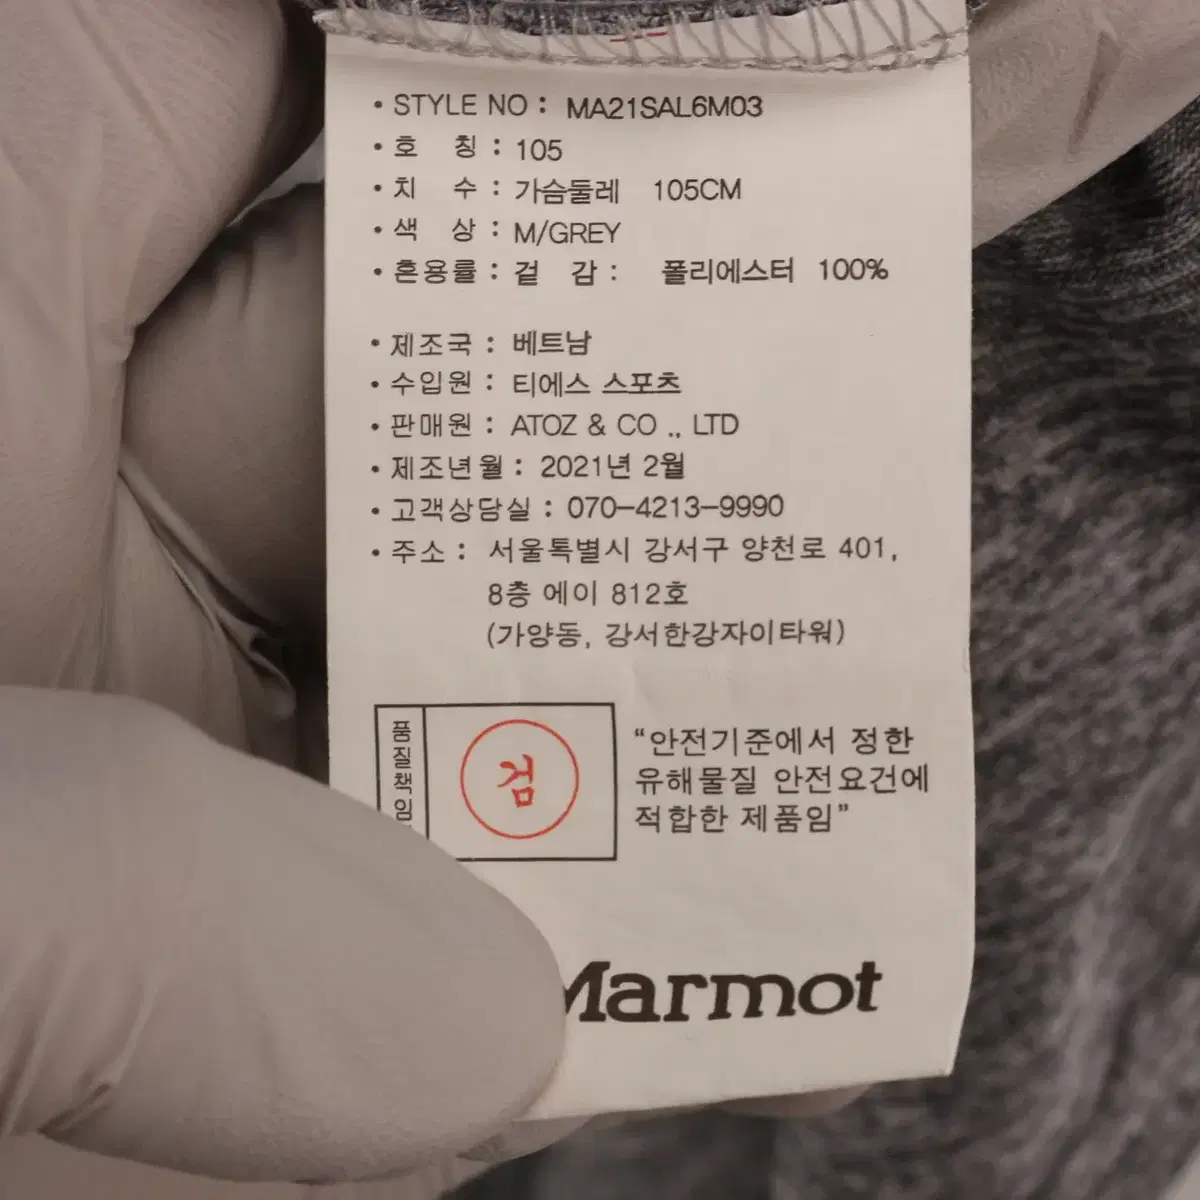 • STYLE NO : MA21SAL6M03
• 호 칭 : 105
• 치 수 : 가슴둘레 105CM
• 색 상 : M/GREY
• 혼용률 : 겉 감 : 폴리에스터 100%
• 제조국 : 베트남
• 수입원 : 티에스 스포츠
• 판매원 : ATOZ & CO ., LTD
• 제조년월 : 2021년 2월
• 고객상담실 : 070-4213-9990
• 주소 : 서울특별시 강서구 양천로 401,
8층 에이 812호
(가양동, 강서한강자이타워)
품질책임
검
“안전기준에서 정한
유해물질 안전요건에
적합한 제품임”
Marmot